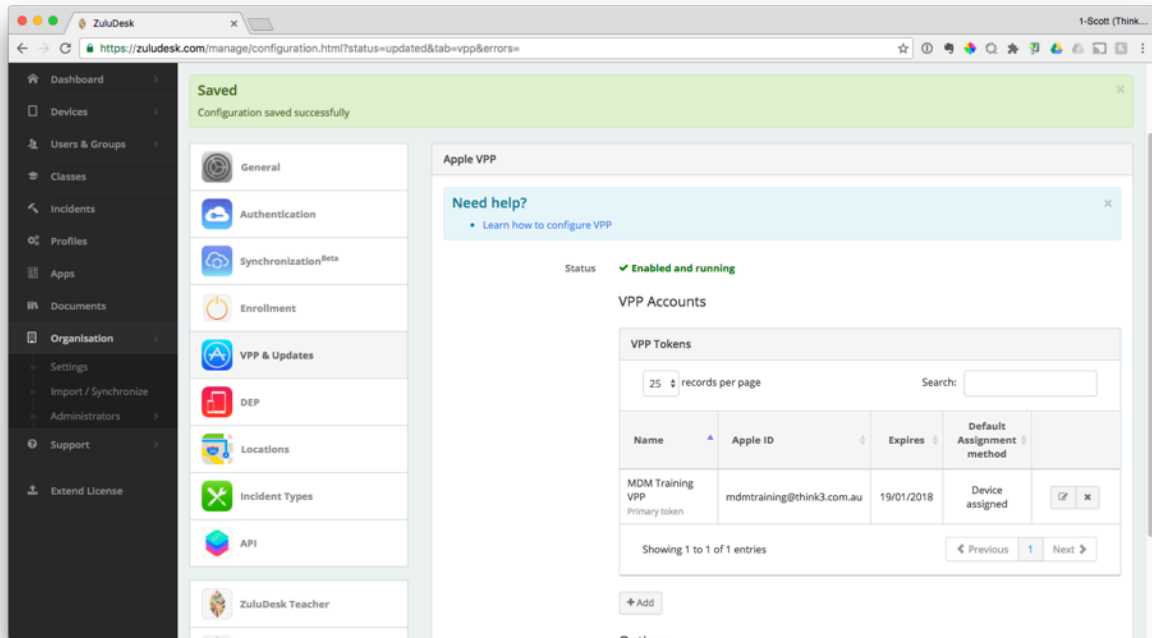 ZuluDesk
1-Scott (Think...
https://zuludesk.com/manage/configuration.html?status=updated&tab=vpp&errors=
Dashboard
Devices
Users & Groups
Classes
Incidents
Profiles
Apps
Documents
Organisation
Settings
Import / Synchronize
Administrators
Support
Extend License
Saved
Configuration saved successfully
General
Authentication
Synchronization Beta
Enrollment
VPP & Updates
DEP
Locations
Incident Types
API
ZuluDesk Teacher
Apple VPP
Need help?
Learn how to configure VPP
Status Enabled and running
VPP Accounts
VPP Tokens
25 records per page Search:
Name Apple ID Expires Default
Assignment
method
MDM Training
VPP
Primary token
mdmtraining@think3.com.au 19/01/2018 Device
assigned
Showing 1 to 1 of 1 entries
Previous 1 Next
+ Add